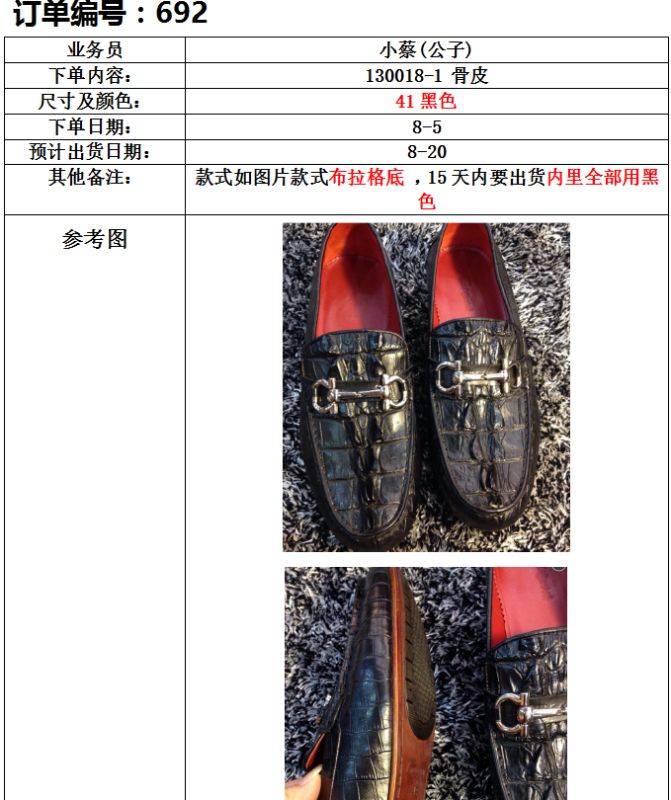 订单编号：692
业务员 小蔡(公子)
下单内容： 130018-1 骨皮
尺寸及颜色： 41 黑色
下单日期： 8-5
预计出货日期： 8-20
其他备注： 款式如图片款式布拉格底 ，15 天内要出货内里全部用黑
色
参考图